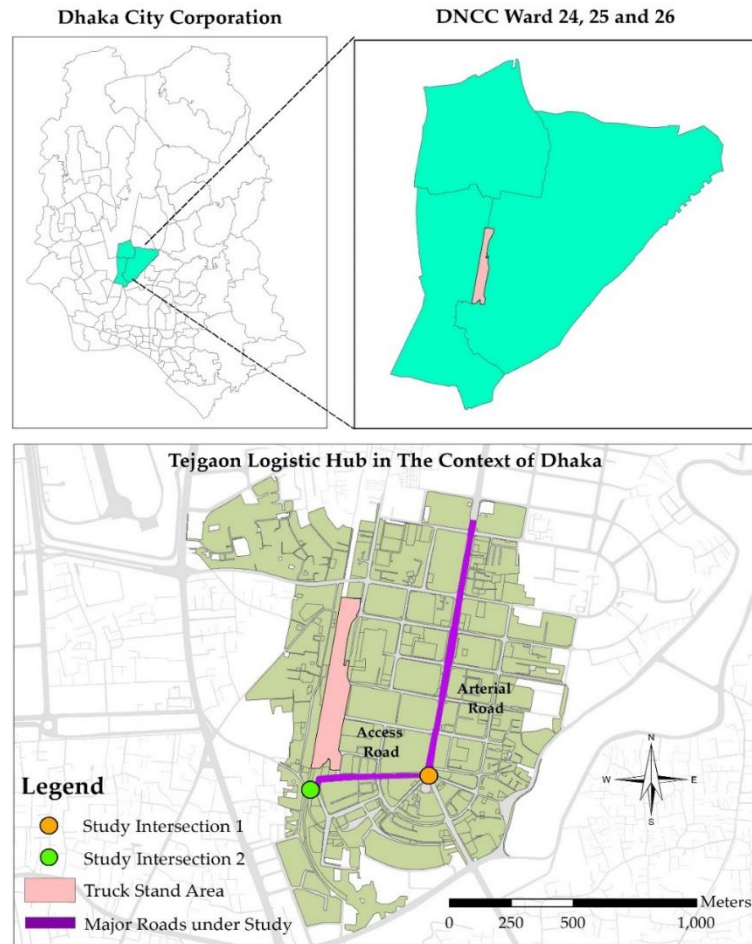 Dhaka City Corporation
DNCC Ward 24, 25 and 26
Tejgaon Logistic Hub in The Context of Dhaka
Arterial
Road
Access
Road
N
W E
S
Legend
Study Intersection 1
Study Intersection 2
Truck Stand Area
Major Roads under Study
Meters
0 250 500 1,000